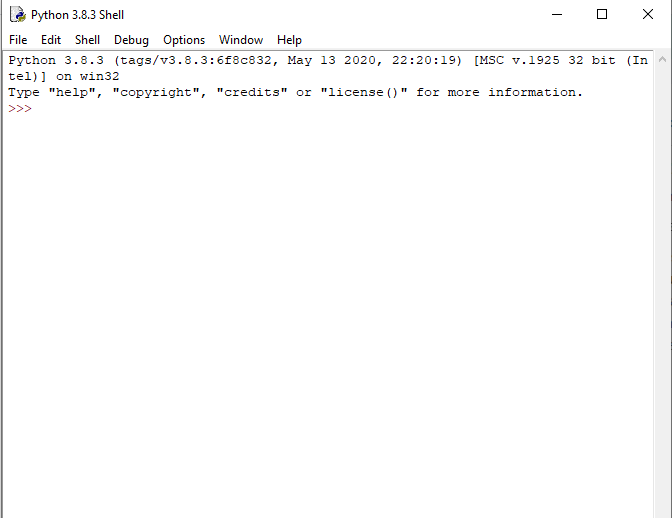 Python 3.8.3 Shell
File Edit Shell Debug Options Window Help
Python 3.8.3 (tags/v3.8.3:6f8c832, May 13 2020, 22:20:19) [MSC v.1925 32 bit (In
tel)] on win32
Type "help", "copyright", "credits" or "license()" for more information.
>>>